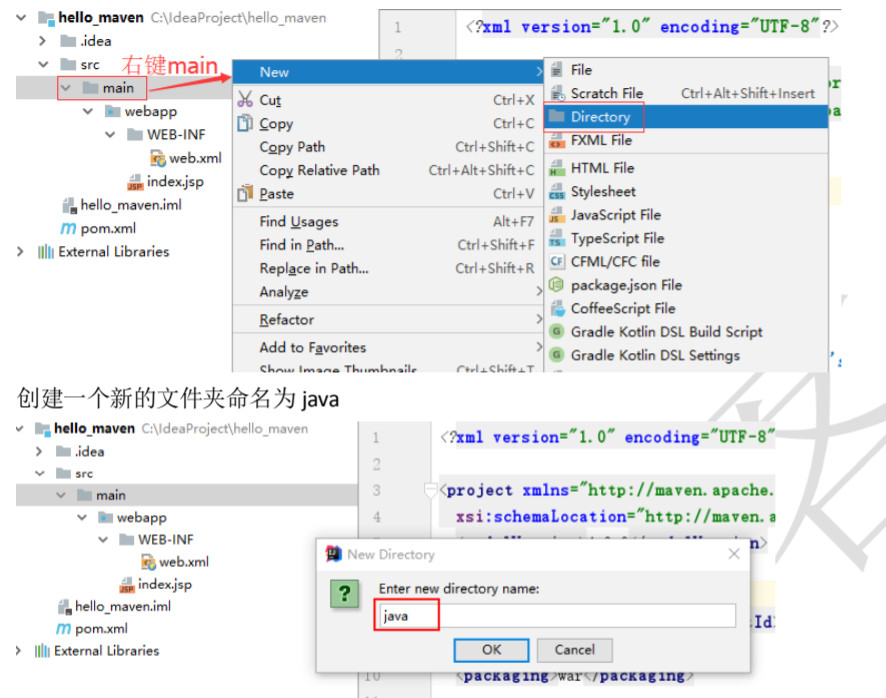 hello_maven C:\IdeaProject\hello_maven
.idea
src
右键main
main
webapp
WEB-INF
web.xml
index.jsp
hello_maven.iml
pom.xml
External Libraries
1
2
<?xml version="1.0" encoding="UTF-8"?>
New
Cut Ctrl+X
Copy Ctrl+C
Copy Path Ctrl+Shift+C
Copy Relative Path Ctrl+Alt+Shift+C
Paste Ctrl+V
Find Usages Alt+F7
Find in Path... Ctrl+Shift+F
Replace in Path... Ctrl+Shift+R
Analyze
Refactor
Add to Favorites
Show Image Thumbnails Ctrl+Shift+T
File
Scratch File Ctrl+Alt+Shift+Insert
Directory
FXML File
HTML File
Stylesheet
JavaScript File
TypeScript File
CFML/CFC file
package.json File
CoffeeScript File
Gradle Kotlin DSL Build Script
Gradle Kotlin DSL Settings
创建一个新的文件夹命名为 java
hello_maven C:\IdeaProject\hello_maven
.idea
src
main
webapp
WEB-INF
web.xml
index.jsp
hello_maven.iml
pom.xml
External Libraries
1 <?xml version="1.0" encoding="UTF-8"
2
3 <project xmlns="http://maven.apache.
4 xsi:schemaLocation="http://maven.a
New Directory
Enter new directory name:
java
OK Cancel
10 <packaging>war</packaging>